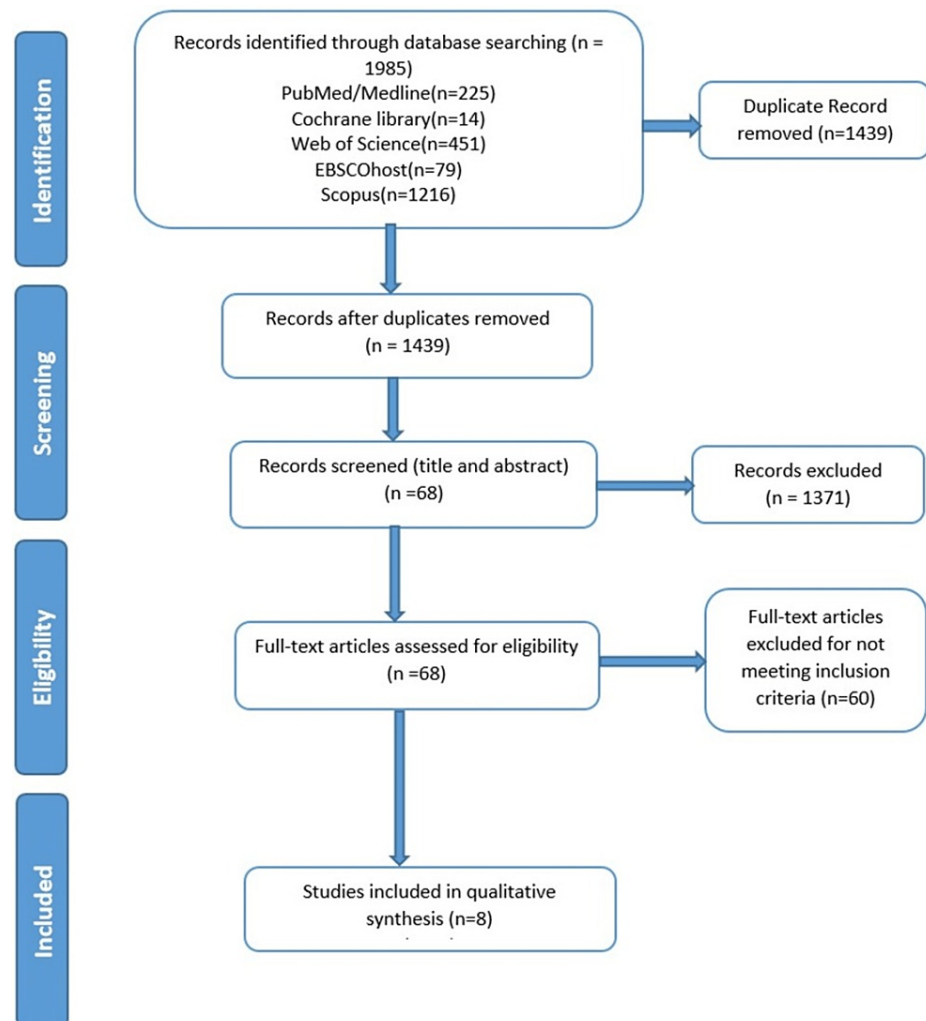 Identification
Records identified through database searching (n =
1985)
PubMed/Medline(n=225)
Cochrane library(n=14)
Web of Science(n=451)
EBSCOhost(n=79)
Scopus(n=1216)
Duplicate Record
removed (n=1439)
Screening
Records after duplicates removed
(n = 1439)
Records screened (title and abstract)
(n =68)
Records excluded
(n = 1371)
Eligibility
Full-text articles assessed for eligibility
(n =68)
Full-text articles
excluded for not
meeting inclusion
criteria (n=60)
Included
Studies included in qualitative
synthesis (n=8)